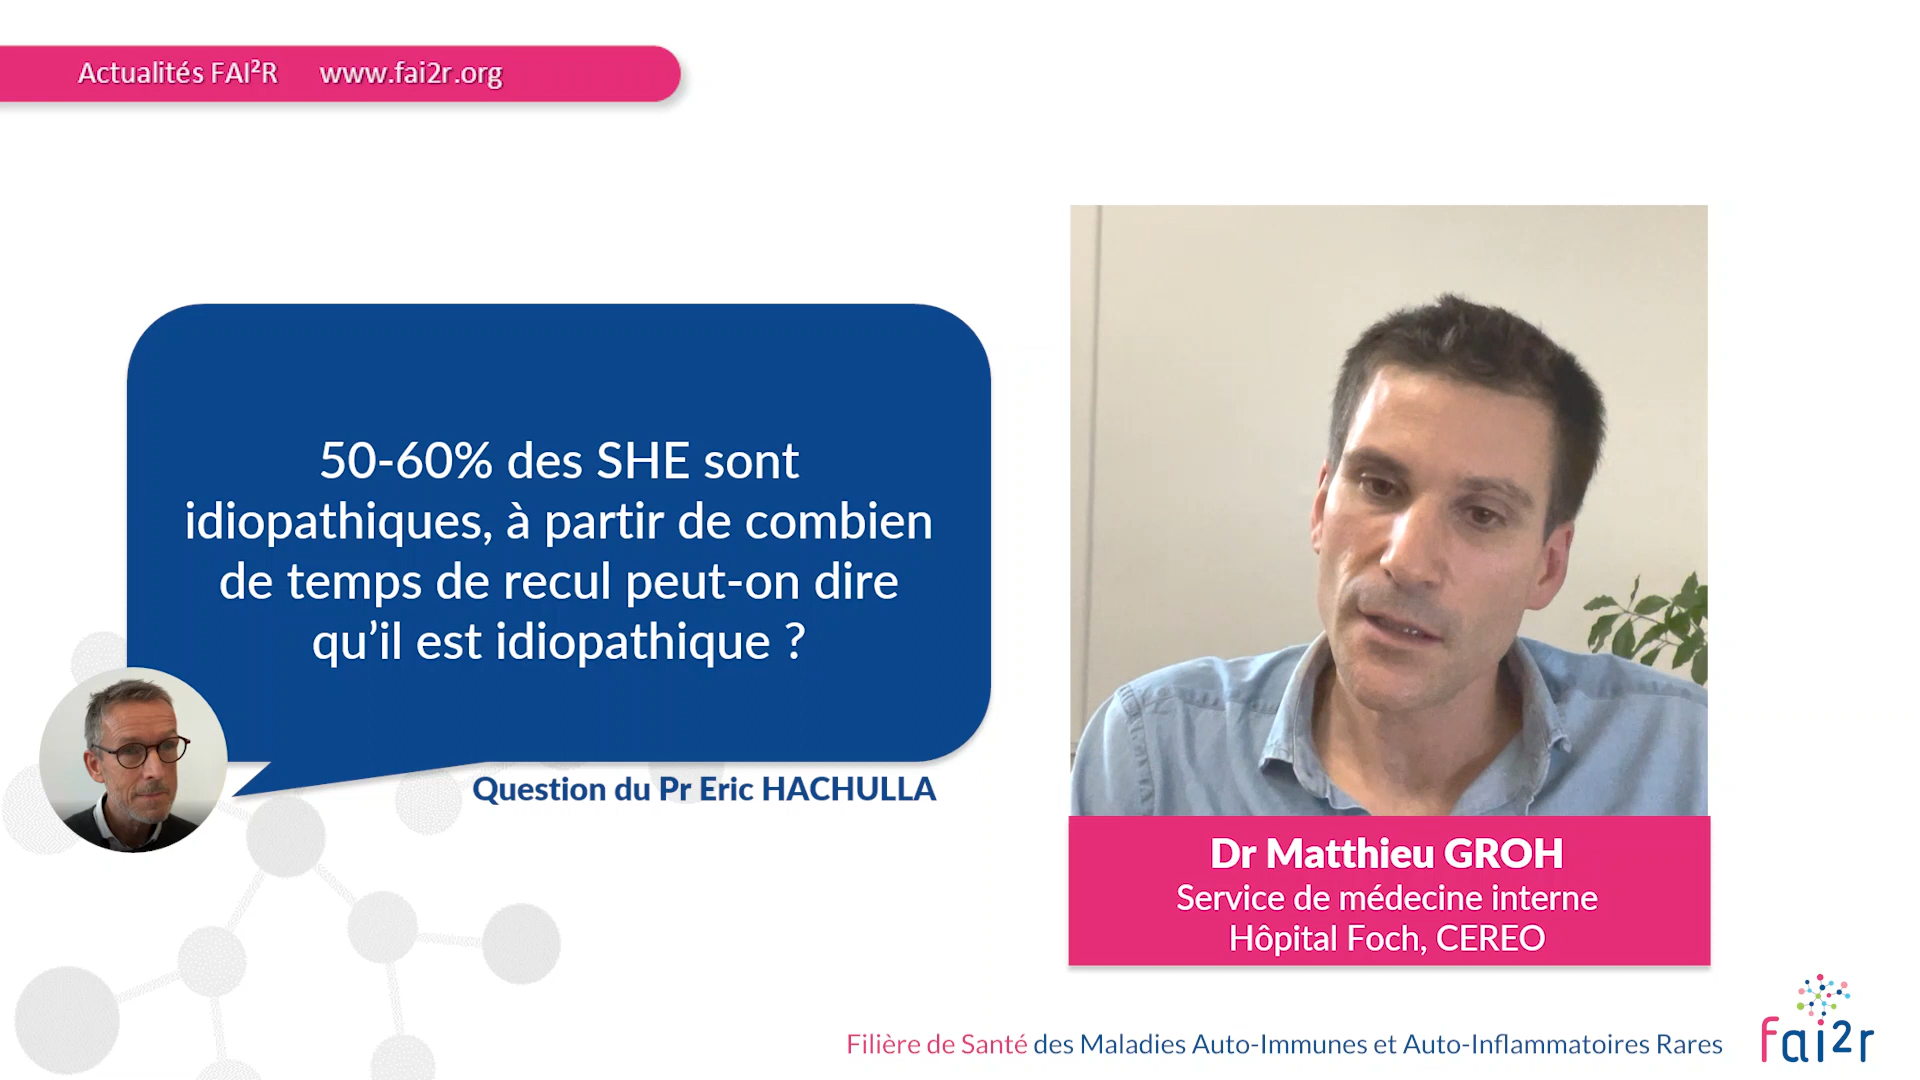 Actualités FAI²R www.fai2r.org
50-60% des SHE sont
idiopathiques, à partir de combien
de temps de recul peut-on dire
qu’il est idiopathique ?
Question du Pr Eric HACHULLA
Dr Matthieu GROH
Service de médecine interne
Hôpital Foch, CEREO
Filière de Santé des Maladies Auto-Immunes et Auto-Inflammatoires Rares
fai2r